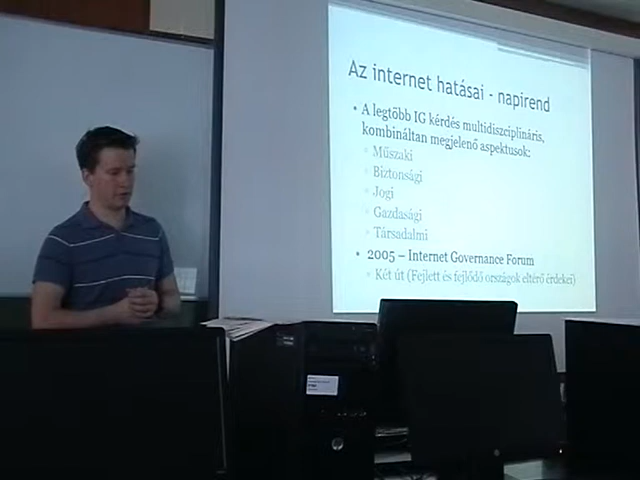 Az internet hatásai - napirend
• A legtöbb IG kérdés multidiszciplináris,
kombináltan megjelenő aspektusok:
▫ Műszaki
▫ Biztonsági
▫ Jogi
▫ Gazdasági
▫ Társadalmi
• 2005 – Internet Governance Forum
▫ Két út (Fejlett és fejlődő országok eltérő érdekei)